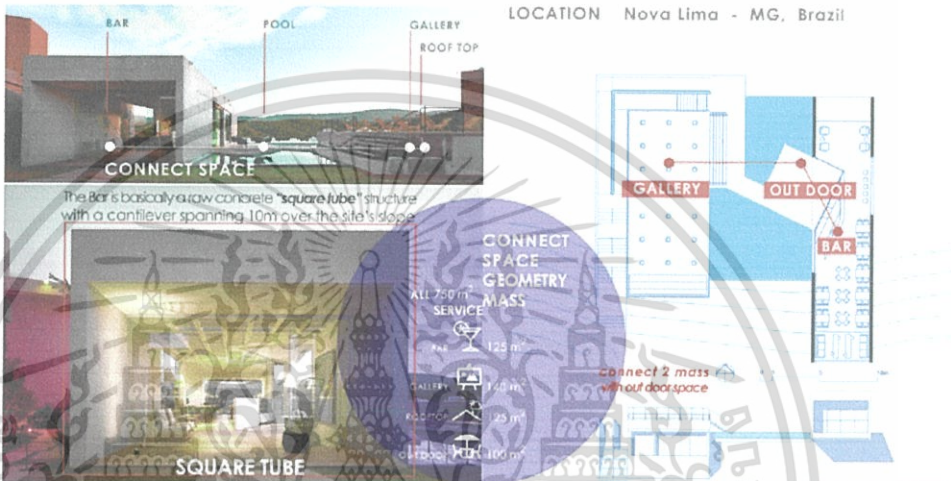 LOCATION Nova Lima - MG, Brazil
BAR
POOL
GALLERY
ROOF TOP
CONNECT SPACE
The Bar is basically a raw concrete "square tube" structure
with a cantilever spanning 10m over the site's slope
CONNECT
SPACE
GEOMETRY
MASS
ALL 750 m²
SERVICE
BAR 125 m²
GALLERY 140 m²
ROOFTOP 125 m²
OUTDOOR 100 m²
SQUARE TUBE
GALLERY
OUT DOOR
BAR
connect 2 mass
with out door space